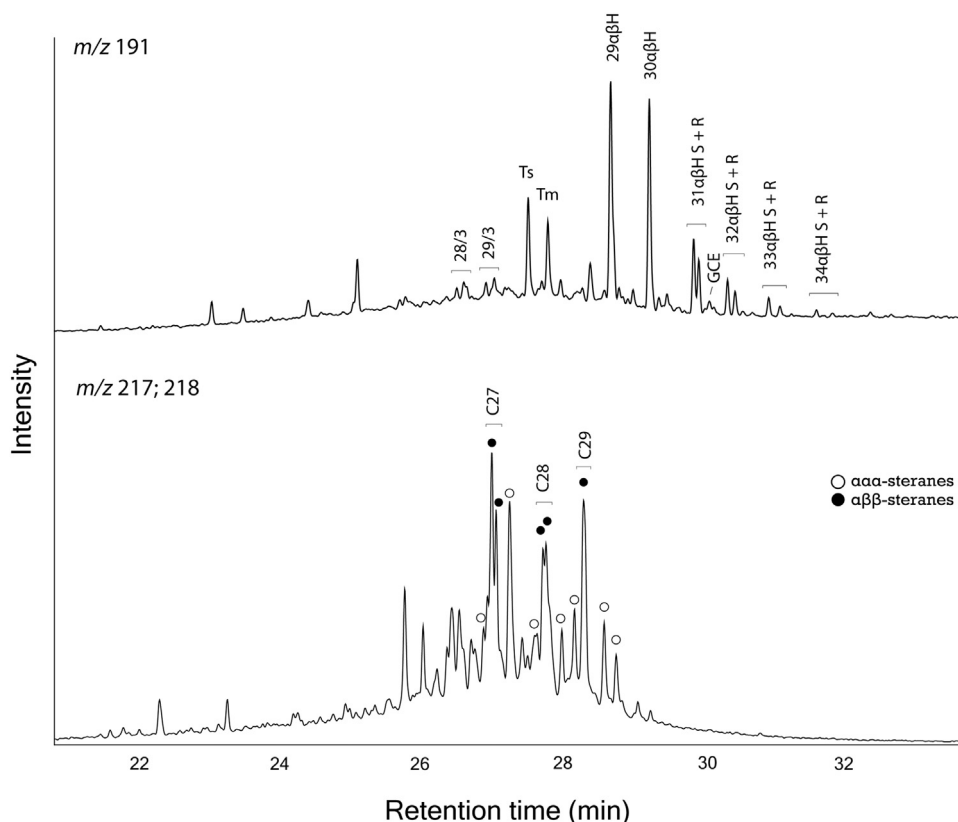 m/z 191
29αβH
30αβH
Ts
Tm
28/3
29/3
31αβH S + R
GCE
32αβH S + R
33αβH S + R
34αβH S + R
m/z 217; 218
C27
C28
C29
ααα-steranes
αββ-steranes
Intensity
22 24 26 28 30 32
Retention time (min)